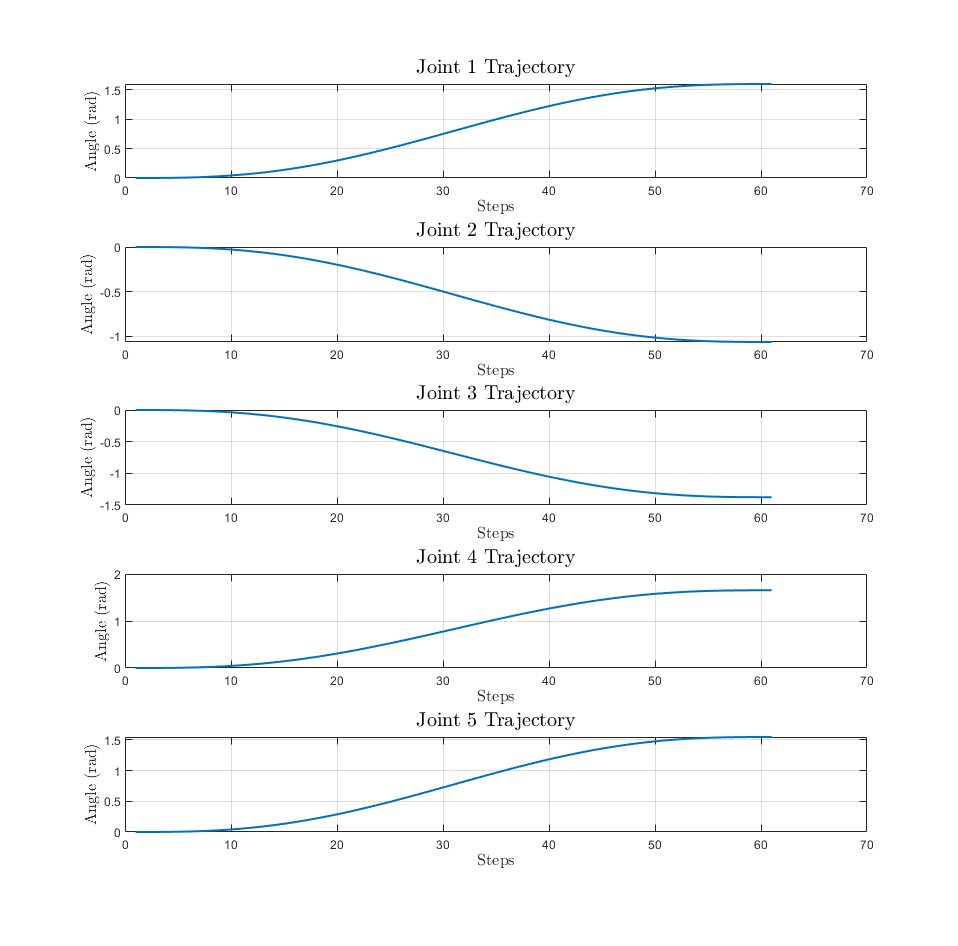 Joint 1 Trajectory
Angle (rad)
1.5
1
0.5
0
0 10 20 30 40 50 60 70
Steps
Joint 2 Trajectory
Angle (rad)
0
-0.5
-1
0 10 20 30 40 50 60 70
Steps
Joint 3 Trajectory
Angle (rad)
0
-0.5
-1
-1.5
0 10 20 30 40 50 60 70
Steps
Joint 4 Trajectory
Angle (rad)
2
1
0
0 10 20 30 40 50 60 70
Steps
Joint 5 Trajectory
Angle (rad)
1.5
1
0.5
0
0 10 20 30 40 50 60 70
Steps